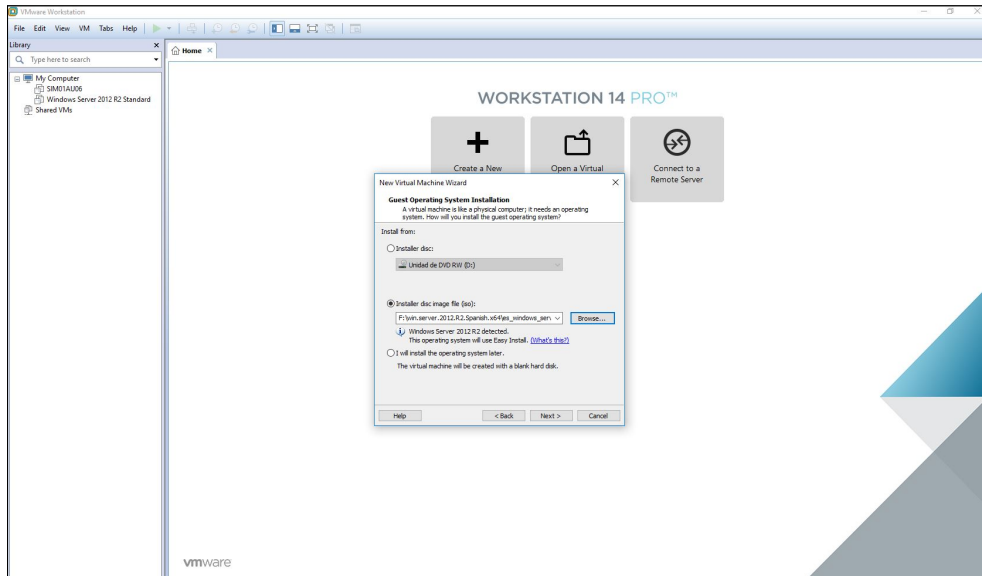 VMware Workstation
File Edit View VM Tabs Help
Library
Type here to search
Home
My Computer
SIM01AU06
Windows Server 2012 R2 Standard
Shared VMs
WORKSTATION 14 PRO™
Create a New
Open a Virtual
Connect to a
Remote Server
New Virtual Machine Wizard
Guest Operating System Installation
A virtual machine is like a physical computer; it needs an operating
system. How will you install the guest operating system?
Install from:
Installer disc:
Unidad de DVD RW (D:)
Installer disc image file (iso):
F:\win.server.2012.R2.Spanish.x64\es_windows_serv
Browse...
Windows Server 2012 R2 detected.
This operating system will use Easy Install. (What's this?)
I will install the operating system later.
The virtual machine will be created with a blank hard disk.
Help
< Back
Next >
Cancel
vmware